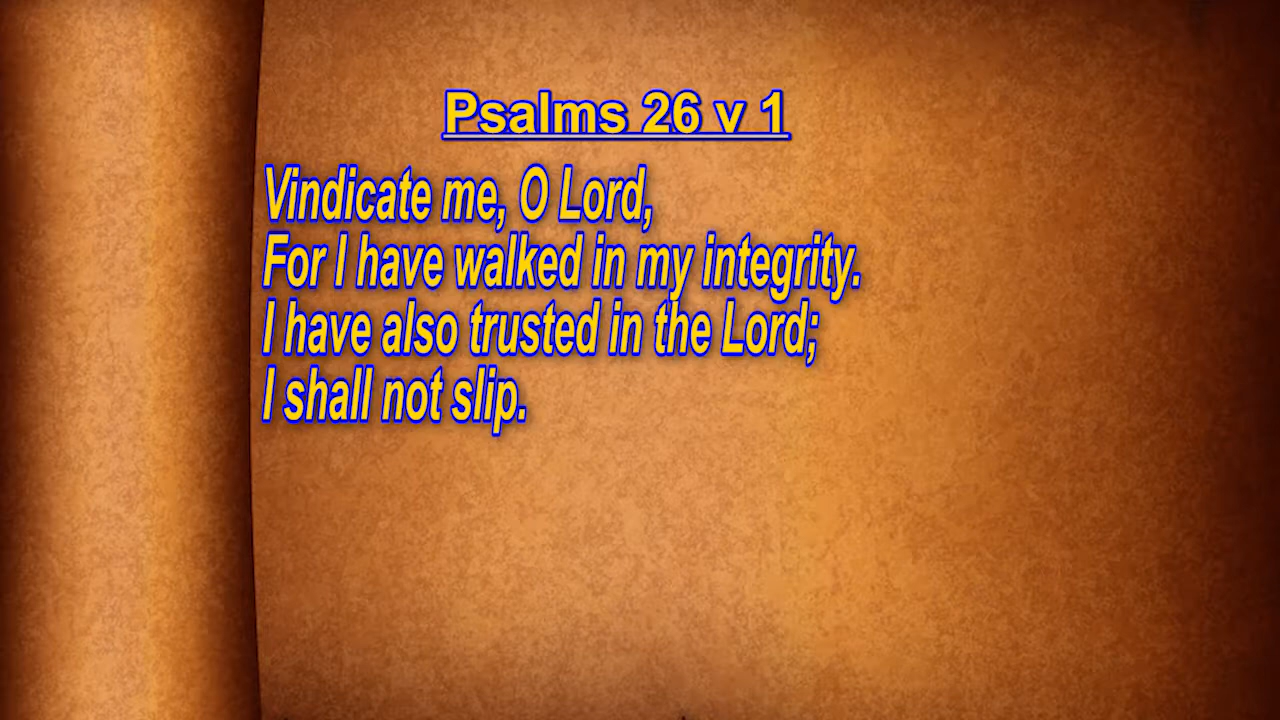 Psalms 26 v 1
Vindicate me, O Lord,
For I have walked in my integrity.
I have also trusted in the Lord;
I shall not slip.